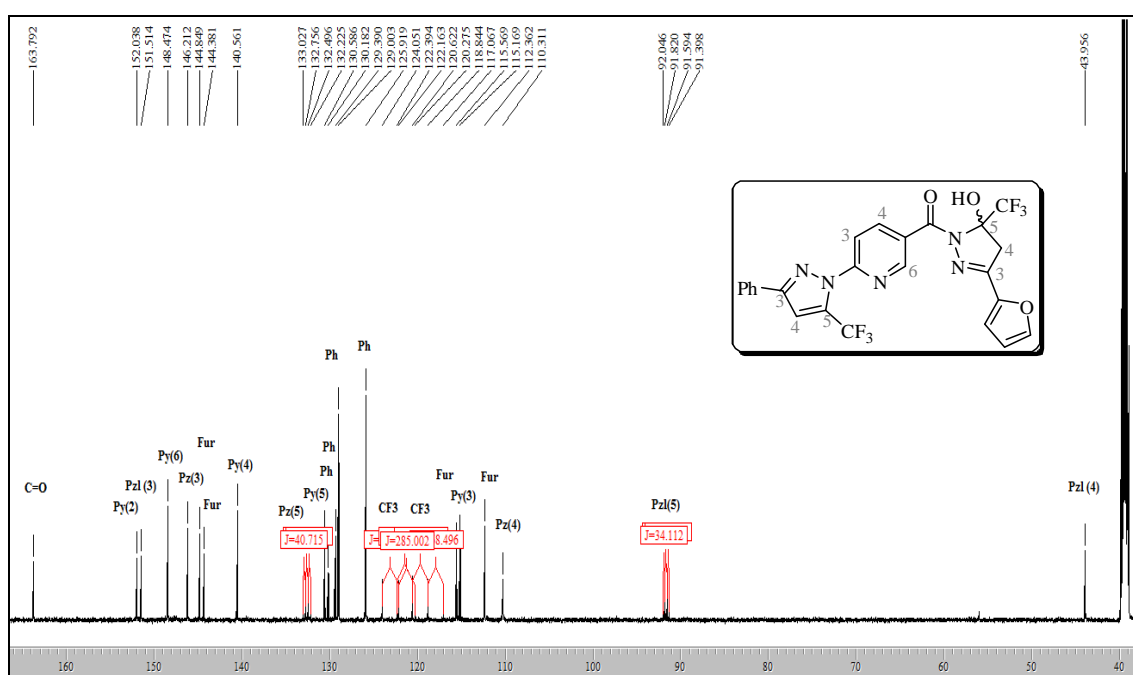 163.792
152.038
151.514
148.474
146.212
144.849
144.381
140.561
133.027
132.756
132.496
132.225
130.586
130.182
129.390
129.003
125.919
124.051
122.394
122.163
120.622
120.275
118.844
117.067
115.569
115.169
112.362
110.311
92.046
91.820
91.594
91.398
43.956
O
HO
CF3
4
5
3
N
4
6
N
N
3
N
N
Ph
3
O
4
5
CF3
Ph
Ph
Ph
Fur
Py(6)
Py(4)
Pz(3)
Ph
Fur
Fur
Pzl (3)
Py(5)
Py(3)
C=O
Py(2)
Fur
Pz(5)
CF3
CF3
Pz(4)
Pzl(5)
Pzl (4)
J=40.715
J=285.002
8.496
J=34.112
160 150 140 130 120 110 100 90 80 70 60 50 40